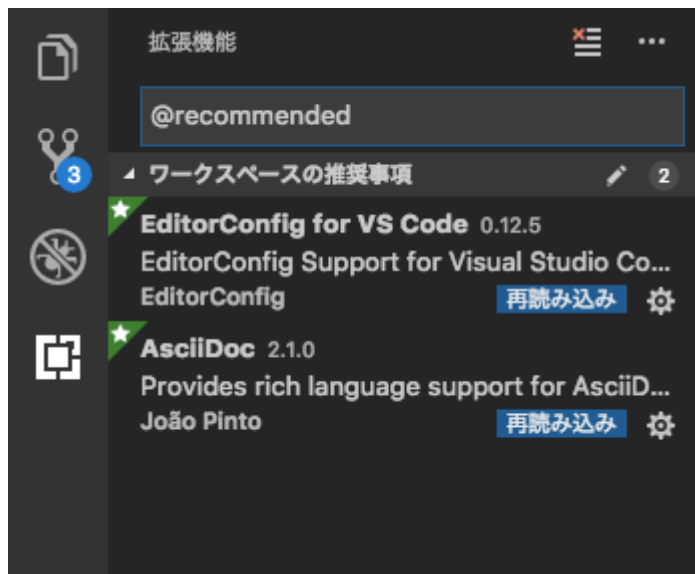 拡張機能
@recommended
3
ワークスペースの推奨事項 2
EditorConfig for VS Code 0.12.5
EditorConfig Support for Visual Studio Co...
EditorConfig 再読み込み
AsciiDoc 2.1.0
Provides rich language support for AsciiD...
João Pinto 再読み込み